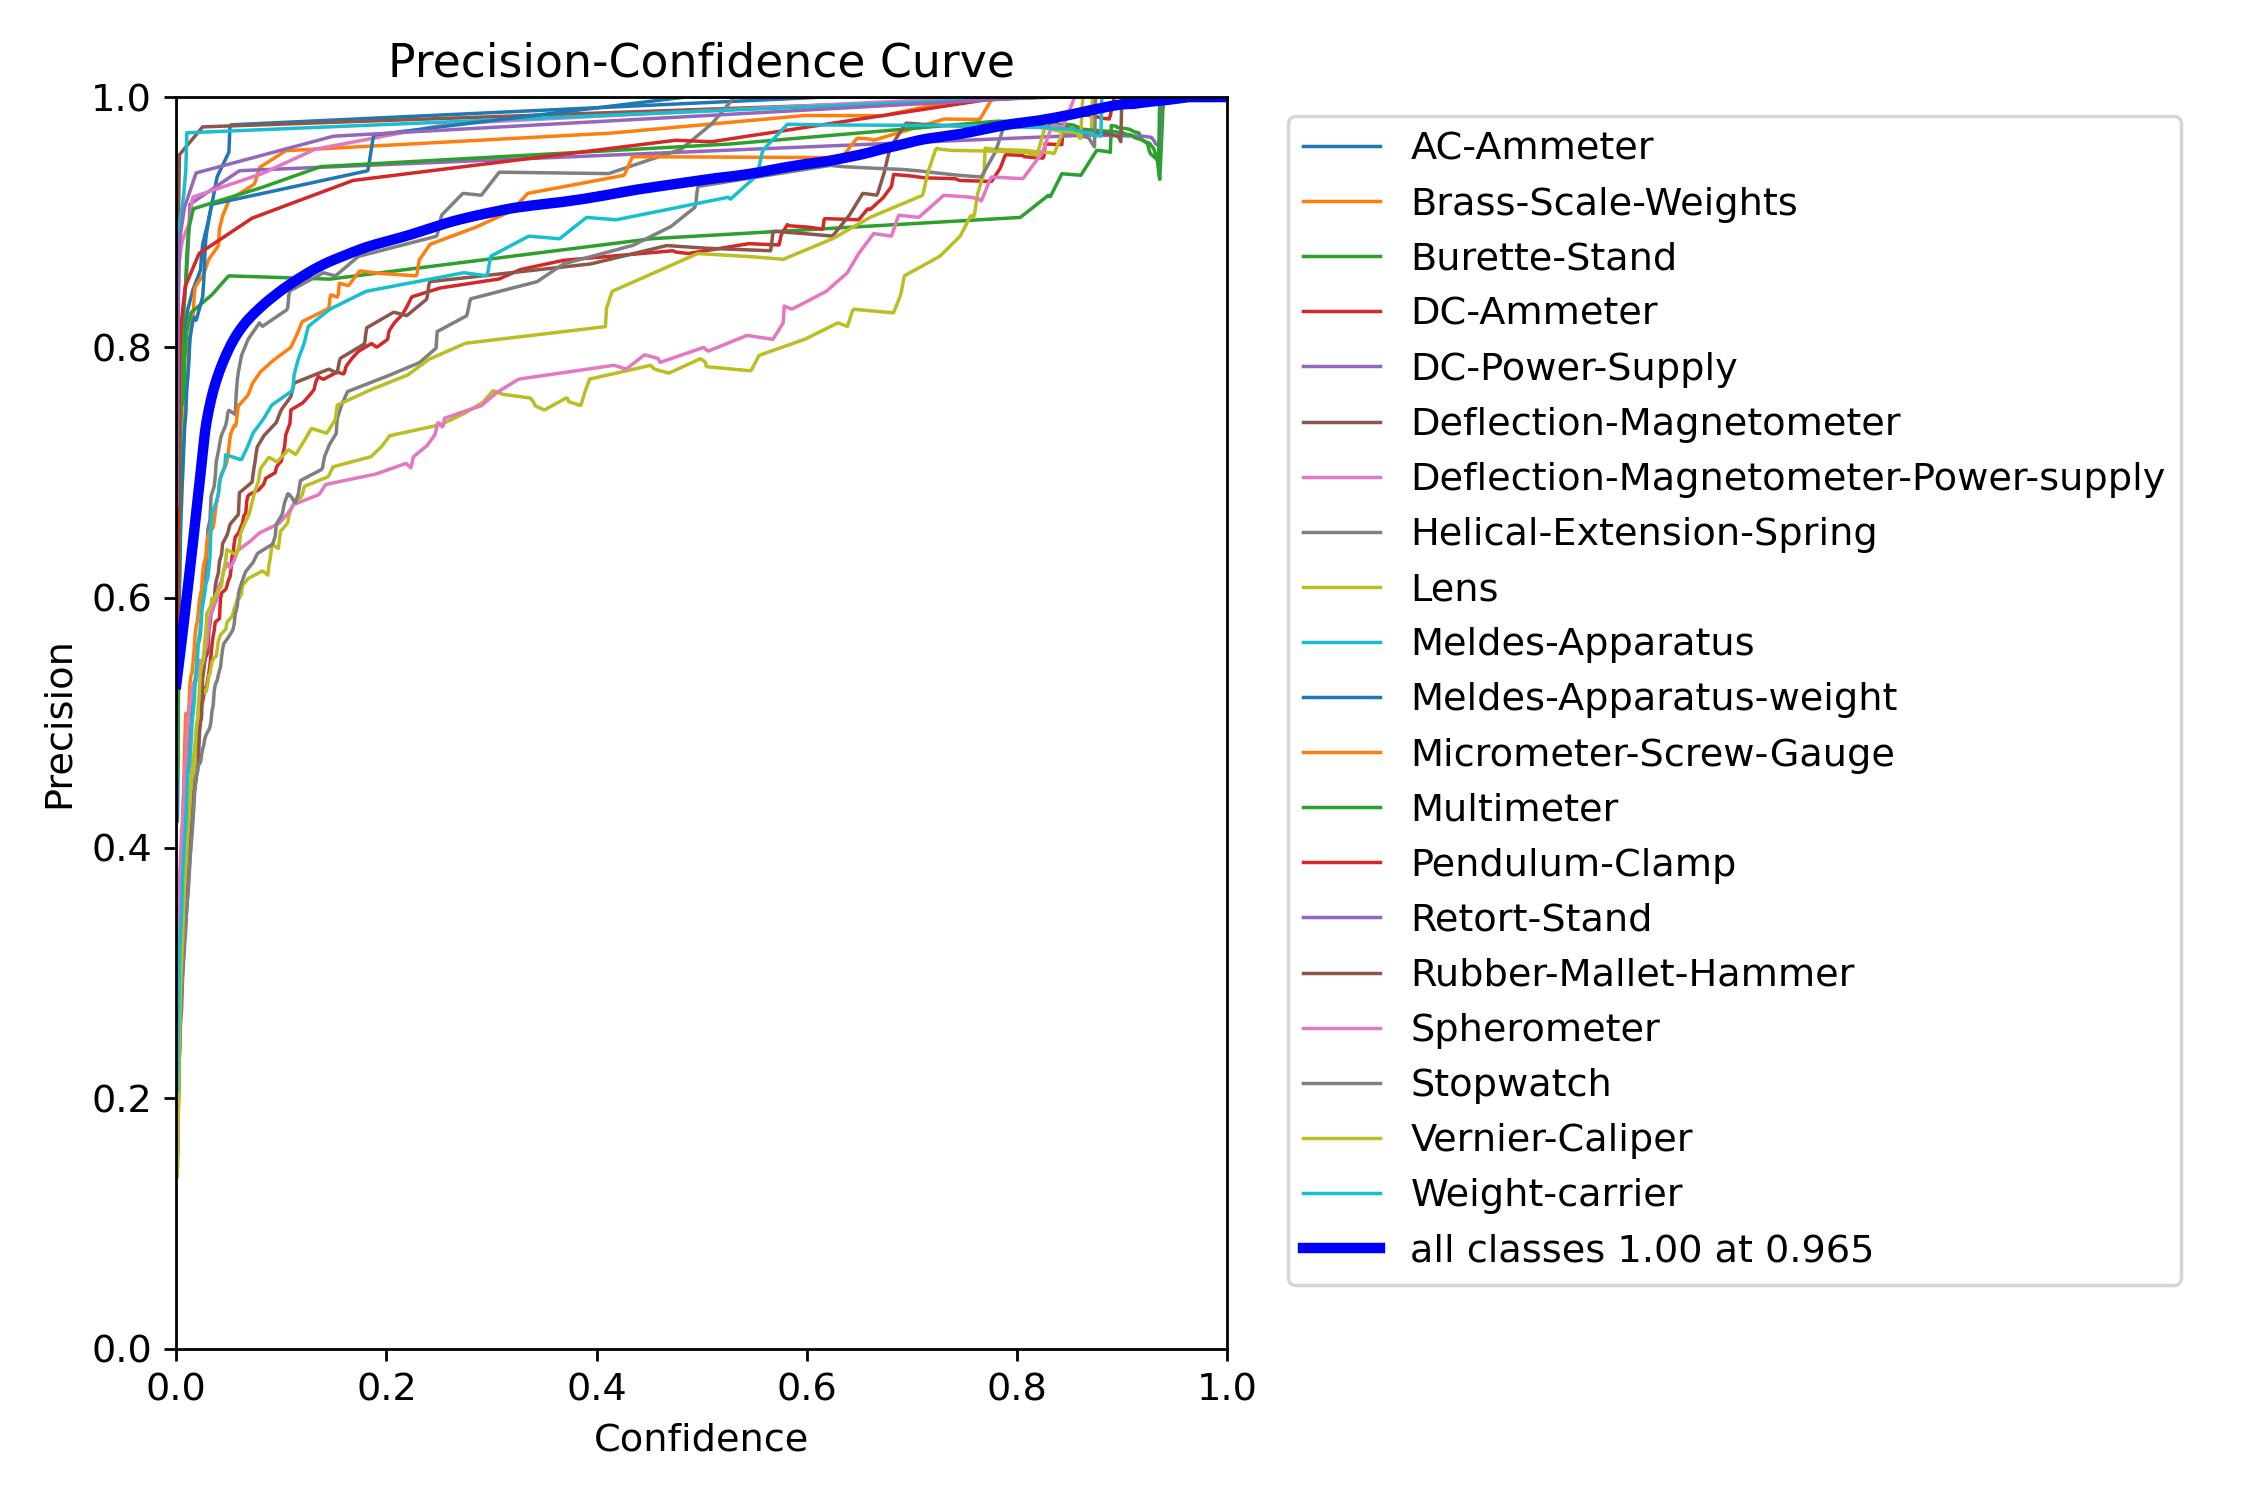 Precision-Confidence Curve
1.0
0.8
0.6
0.4
0.2
0.0
Precision
0.0 0.2 0.4 0.6 0.8 1.0
Confidence
AC-Ammeter
Brass-Scale-Weights
Burette-Stand
DC-Ammeter
DC-Power-Supply
Deflection-Magnetometer
Deflection-Magnetometer-Power-supply
Helical-Extension-Spring
Lens
Meldes-Apparatus
Meldes-Apparatus-weight
Micrometer-Screw-Gauge
Multimeter
Pendulum-Clamp
Retort-Stand
Rubber-Mallet-Hammer
Spherometer
Stopwatch
Vernier-Caliper
Weight-carrier
all classes 1.00 at 0.965